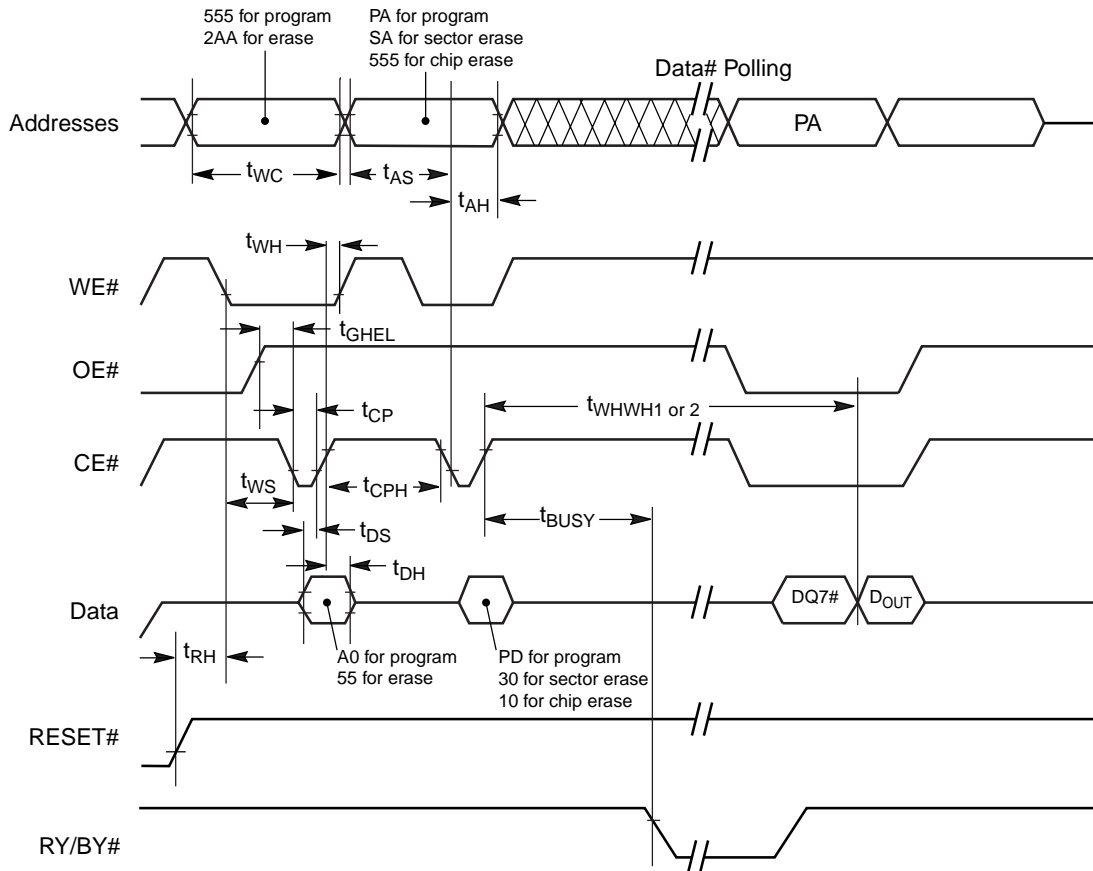 555 for program
2AA for erase
PA for program
SA for sector erase
555 for chip erase
Data# Polling
Addresses
PA
tWC
tAS
tAH
tWH
WE#
tGHEL
OE#
tWHWH1 or 2
tCP
CE#
tWS
tCPH
tBUSY
tDS
tDH
Data
DQ7#
DOUT
tRH
A0 for program
55 for erase
PD for program
30 for sector erase
10 for chip erase
RESET#
RY/BY#